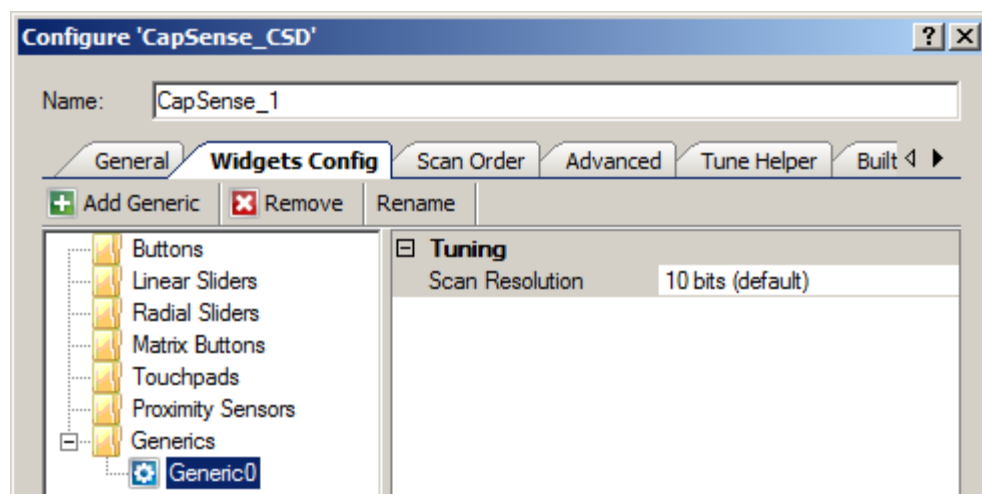 Configure 'CapSense_CSD'
Name: CapSense_1
General Widgets Config Scan Order Advanced Tune Helper Built
Add Generic Remove Rename
Buttons
Tuning
Linear Sliders
Scan Resolution 10 bits (default)
Radial Sliders
Matrix Buttons
Touchpads
Proximity Sensors
Generics
Generic0